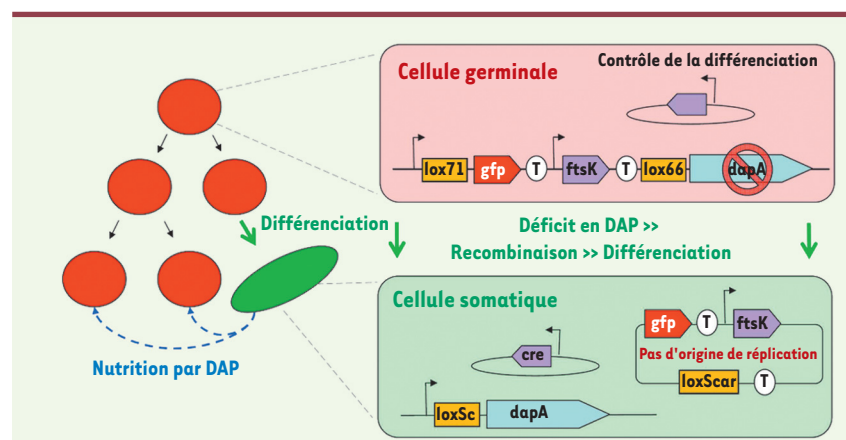 Contrôle de la différenciation
Cellule germinale
lox71 gfp T ftsK T lox66 dapA
Différenciation
Déficit en DAP >>
Recombinaison >> Différenciation
Cellule somatique
gfp T ftsK
cre
Pas d'origine de réplication
Nutrition par DAP
loxScar T
loxSc dapA